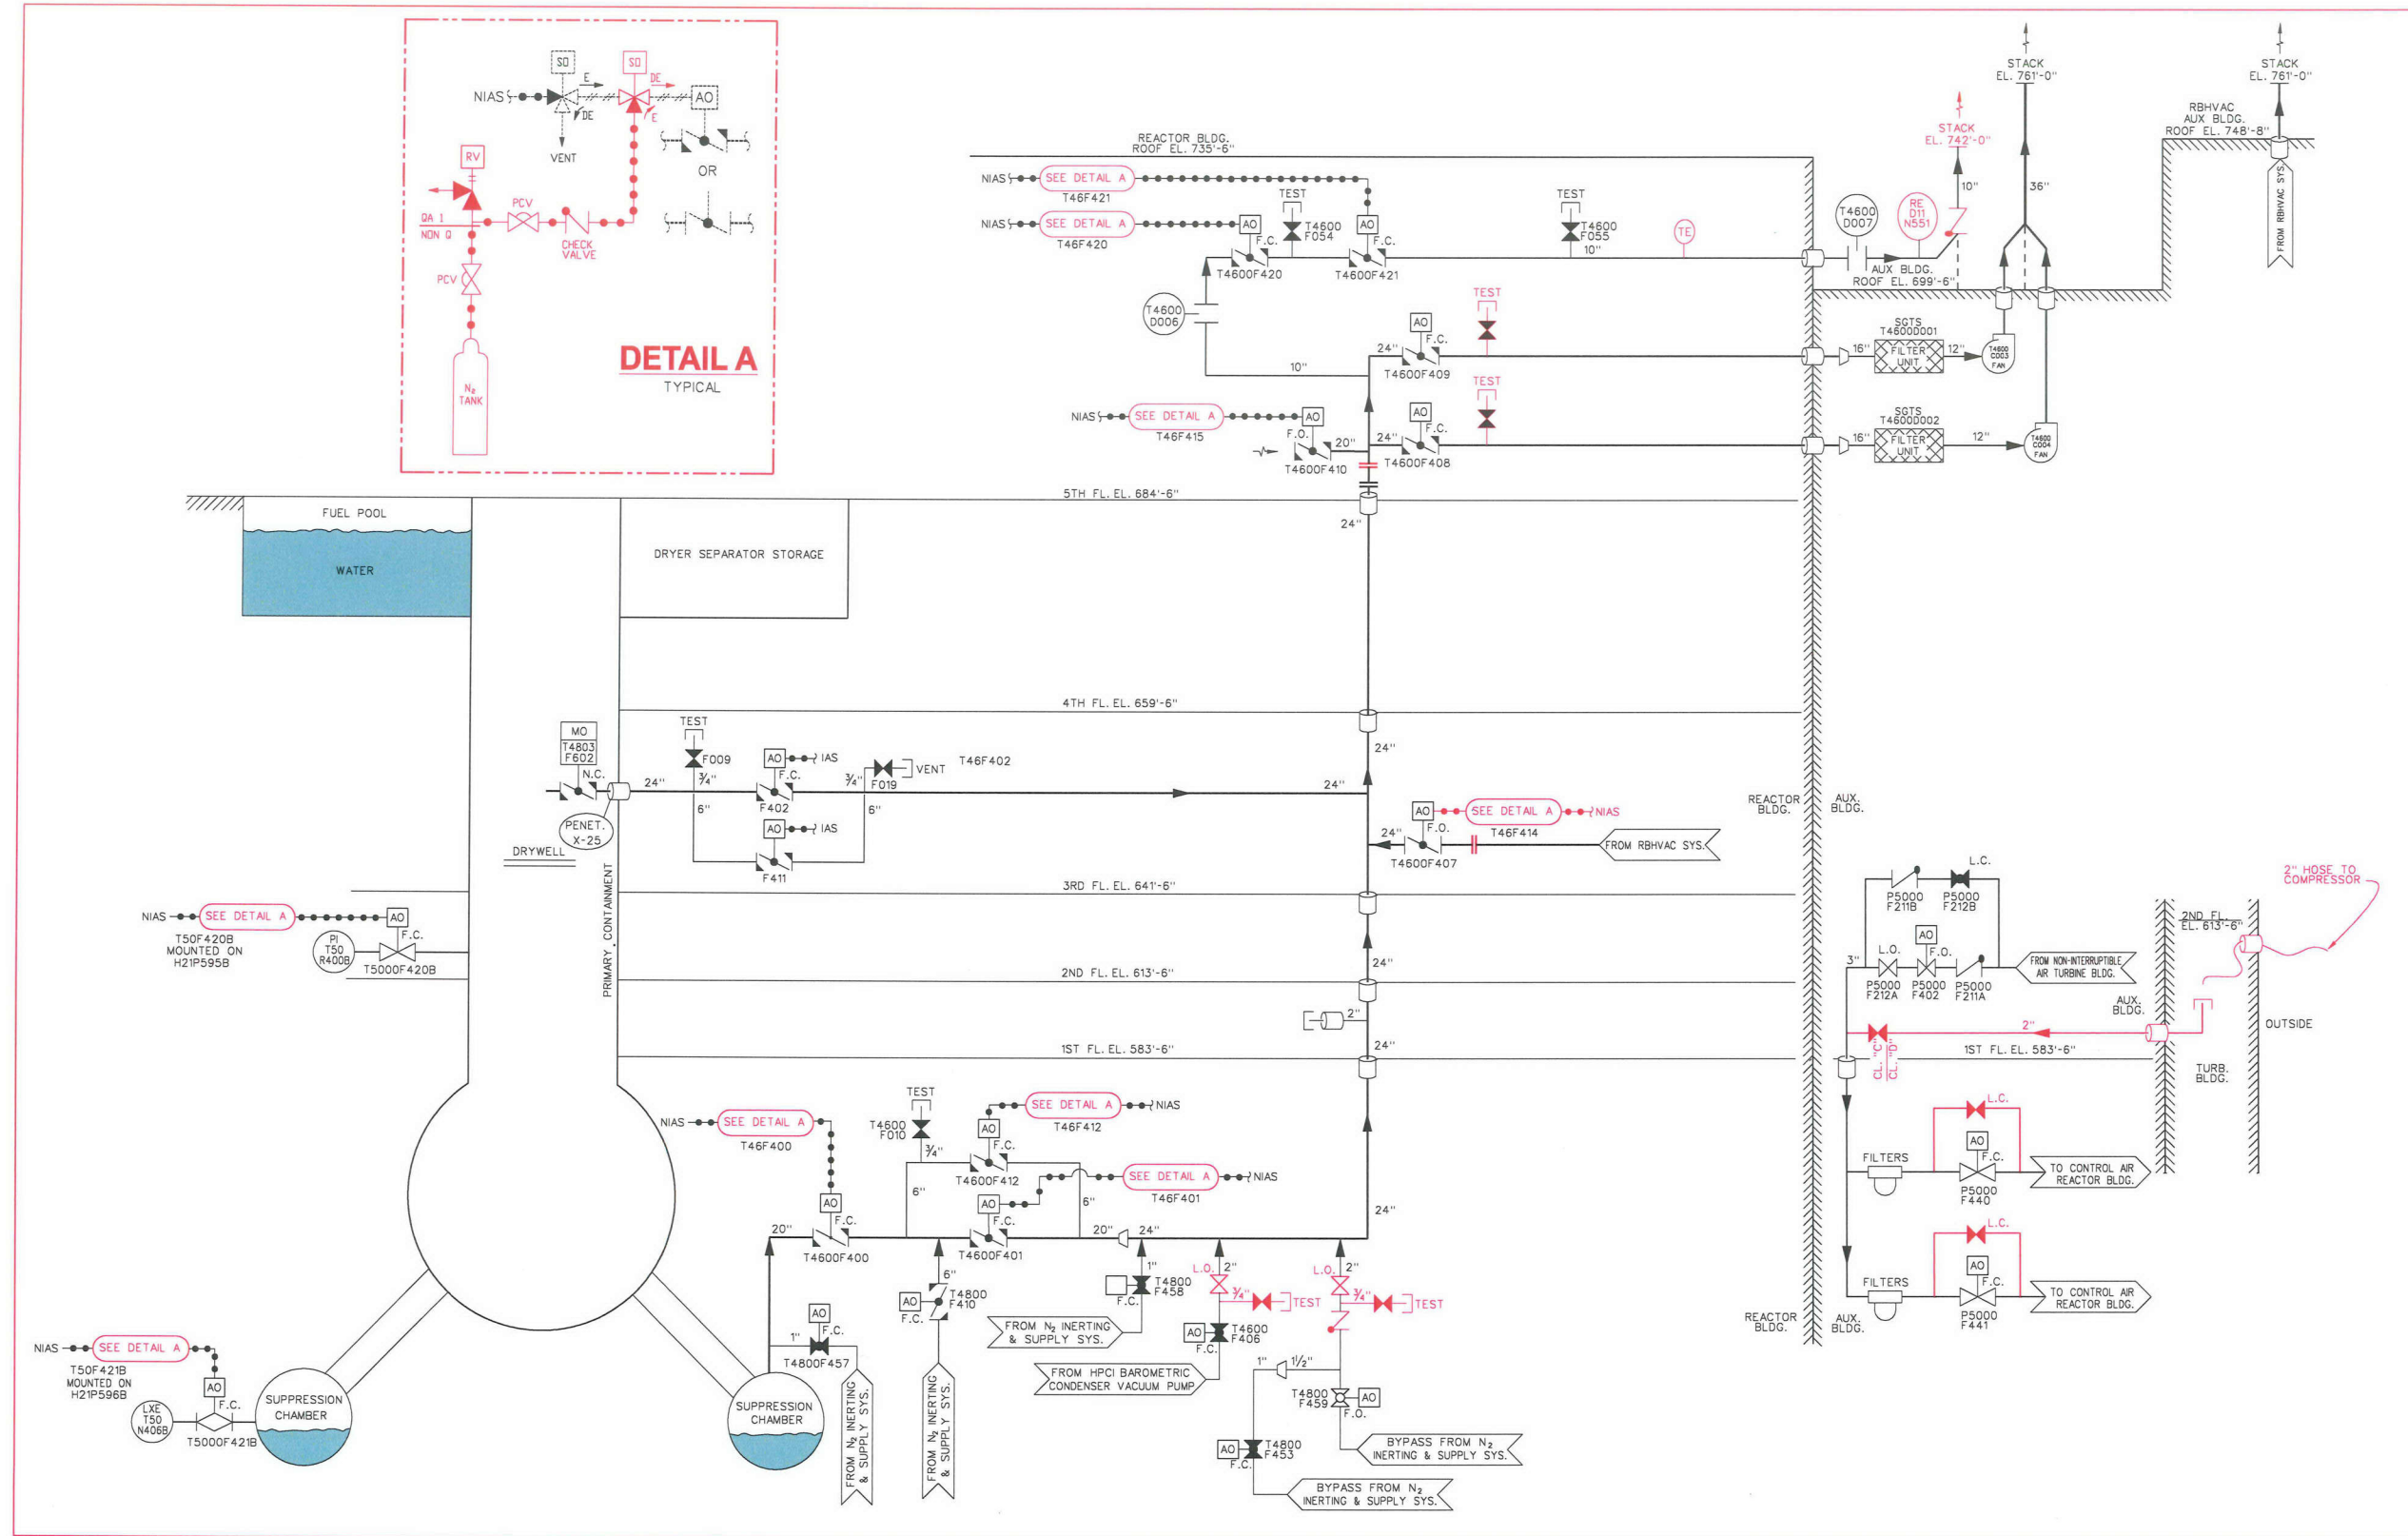 SO
SO
NIAS
E
DE
DE
E
AO
VENT
OR
RV
QA 1
NON Q
PCV
CHECK
VALVE
PCV
N₂
TANK
DETAIL A
TYPICAL
REACTOR BLDG.
ROOF EL. 735'-6"
NIAS
SEE DETAIL A
T46F421
NIAS
SEE DETAIL A
T46F420
AO
F.C.
T4600F420
TEST
T4600
F054
AO
F.C.
T4600F421
TEST
T4600
F055
10"
TE
T4600
D007
RE
D11
N551
STACK
EL. 742'-0"
10"
STACK
EL. 761'-0"
36"
RBHVAC
AUX BLDG.
ROOF EL. 748'-8"
STACK
EL. 761'-0"
FROM RBHVAC SYS.
AUX BLDG.
ROOF EL. 699'-6"
T4600
D006
10"
24"
AO
F.C.
T4600F409
TEST
16"
SGTS
T4600D001
FILTER
UNIT
12"
T4600
C003
FAN
NIAS
SEE DETAIL A
T46F415
AO
F.O.
20"
T4600F410
24"
AO
F.C.
T4600F408
TEST
16"
SGTS
T4600D002
FILTER
UNIT
12"
T4600
C004
FAN
5TH FL. EL. 684'-6"
24"
FUEL POOL
WATER
DRYER SEPARATOR STORAGE
4TH FL. EL. 659'-6"
24"
MO
T4803
F602
N.C.
PENET.
X-25
24"
TEST
F009
3/4"
6"
AO
IAS
F.C.
F402
3/4"
F019
VENT
T46F402
6"
AO
IAS
F411
24"
DRYWELL
PRIMARY CONTAINMENT
AO
SEE DETAIL A
NIAS
F.O.
T46F414
24"
T4600F407
FROM RBHVAC SYS.
REACTOR
BLDG.
AUX.
BLDG.
3RD FL. EL. 641'-6"
24"
NIAS
SEE DETAIL A
T50F420B
MOUNTED ON
H21P595B
AO
F.C.
PI
T50
R400B
T5000F420B
2ND FL. EL. 613'-6"
2"
24"
1ST FL. EL. 583'-6"
L.C.
P5000
F211B
P5000
F212B
3"
L.O.
AO
F.O.
P5000
F212A
P5000
F402
P5000
F211A
FROM NON-INTERRUPTIBLE
AIR TURBINE BLDG.
2ND FL.
EL. 613'-6"
2" HOSE TO
COMPRESSOR
AUX.
BLDG.
OUTSIDE
2"
CL. "C"
CL. "D"
1ST FL. EL. 583'-6"
TURB.
BLDG.
L.C.
AO
F.C.
FILTERS
P5000
F440
TO CONTROL AIR
REACTOR BLDG.
L.C.
AO
F.C.
FILTERS
P5000
F441
TO CONTROL AIR
REACTOR BLDG.
REACTOR
BLDG.
AUX.
BLDG.
NIAS
SEE DETAIL A
T46F400
AO
F.C.
20"
T4600F400
TEST
T4600
F010
3/4"
6"
SEE DETAIL A
NIAS
T46F412
AO
F.C.
T4600F412
SEE DETAIL A
NIAS
T46F401
AO
F.C.
T4600F401
6"
20"
24"
24"
1"
AO
F.C.
T4800F457
FROM N₂ INERTING
& SUPPLY SYS.
6"
AO
F.C.
T4800
F410
FROM N₂ INERTING
& SUPPLY SYS.
1"
T4800
F458
F.C.
FROM N₂ INERTING
& SUPPLY SYS.
L.O.
2"
3/4"
TEST
AO
F.C.
T4600
F406
FROM HPCI BAROMETRIC
CONDENSER VACUUM PUMP
L.O.
2"
3/4"
TEST
1"
1 1/2"
T4800
F459
AO
F.O.
AO
F.C.
T4800
F453
BYPASS FROM N₂
INERTING & SUPPLY SYS.
BYPASS FROM N₂
INERTING & SUPPLY SYS.
NIAS
SEE DETAIL A
T50F421B
MOUNTED ON
H21P596B
AO
F.C.
LXE
T50
N406B
T5000F421B
SUPPRESSION
CHAMBER
SUPPRESSION
CHAMBER